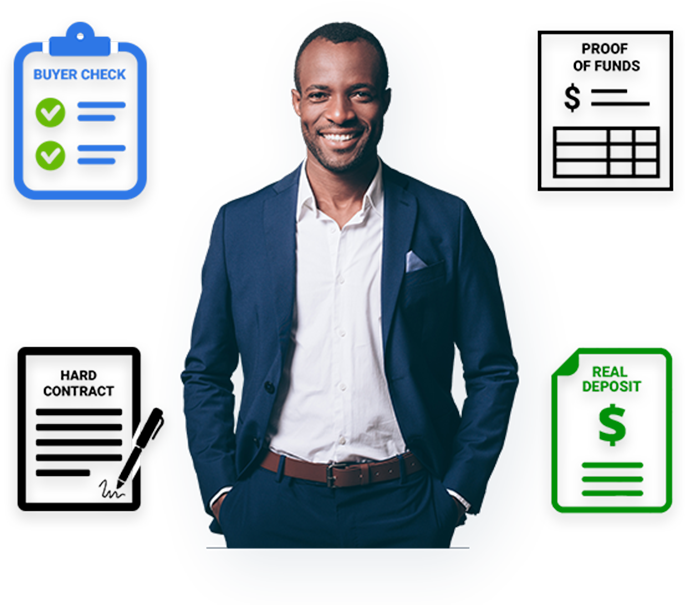 BUYER CHECK
PROOF
OF FUNDS
$
HARD
CONTRACT
REAL
DEPOSIT
$